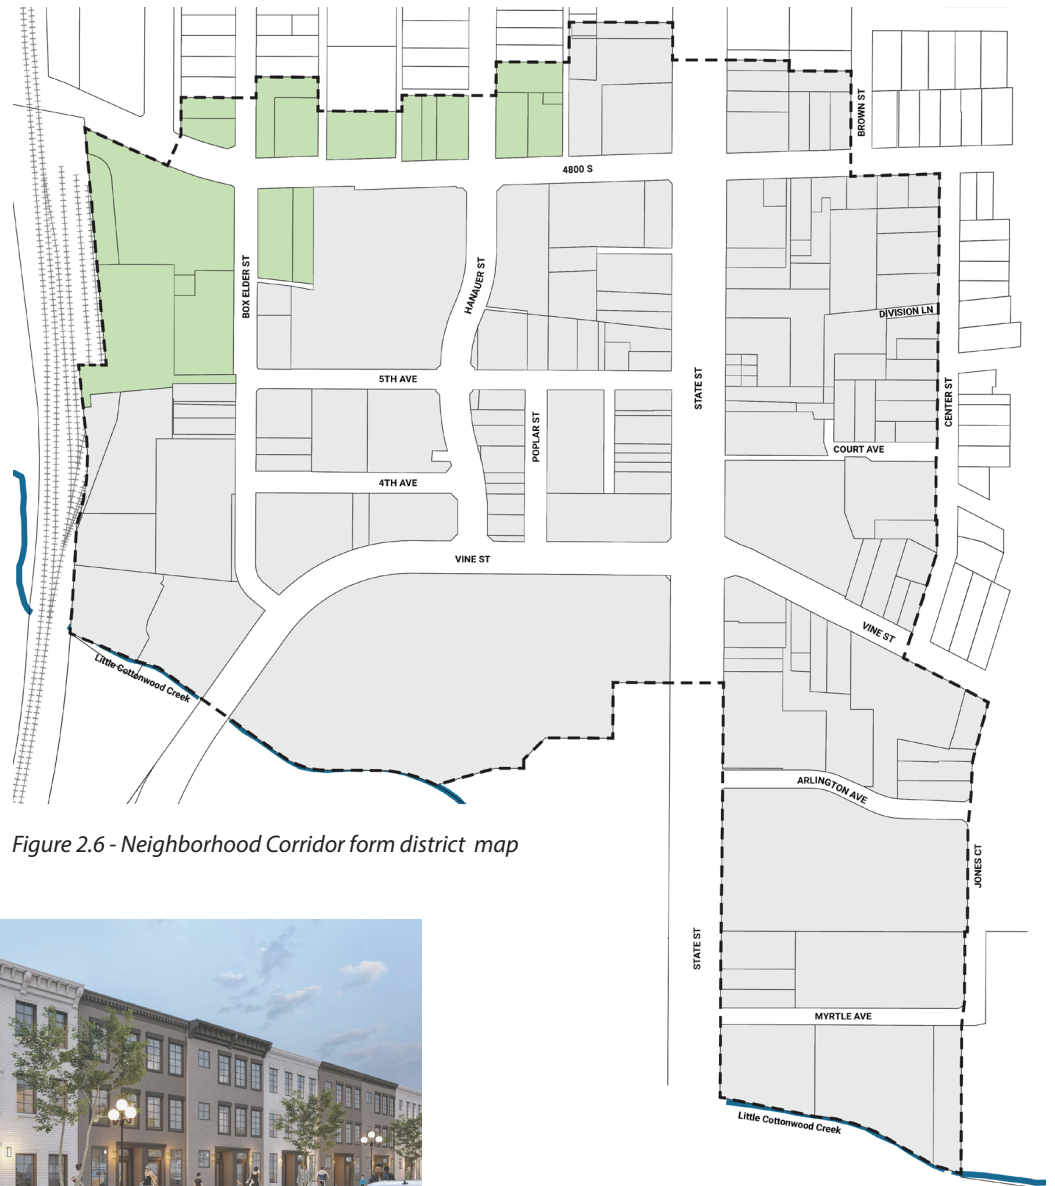 BROWN ST
4800 S
BOX ELDER ST
HANAUER ST
DIVISION LN
5TH AVE
STATE ST
CENTER ST
POPLAR ST
COURT AVE
4TH AVE
VINE ST
VINE ST
Little Cottonwood Creek
ARLINGTON AVE
Figure 2.6 - Neighborhood Corridor form district map
JONES CT
STATE ST
MYRTLE AVE
Little Cottonwood Creek